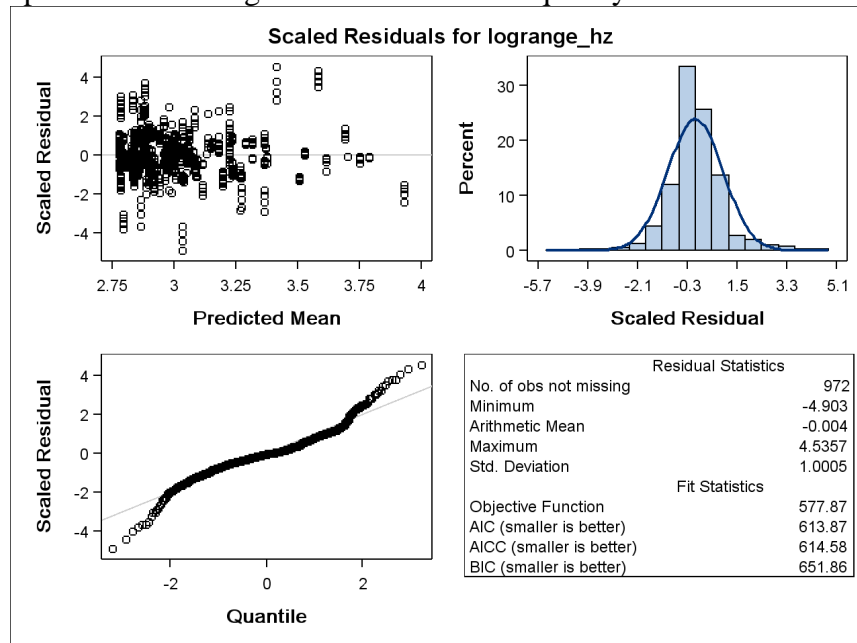 Scaled Residuals for logrange_hz
Scaled Residual
4
2
0
-2
-4
2.75 3 3.25 3.5 3.75 4
Predicted Mean
Percent
30
20
10
0
-5.7 -3.9 -2.1 -0.3 1.5 3.3 5.1
Scaled Residual
Scaled Residual
4
2
0
-2
-4
-2 0 2
Quantile
Residual Statistics
No. of obs not missing 972
Minimum -4.903
Arithmetic Mean -0.004
Maximum 4.5357
Std. Deviation 1.0005
Fit Statistics
Objective Function 577.87
AIC (smaller is better) 613.87
AICC (smaller is better) 614.58
BIC (smaller is better) 651.86